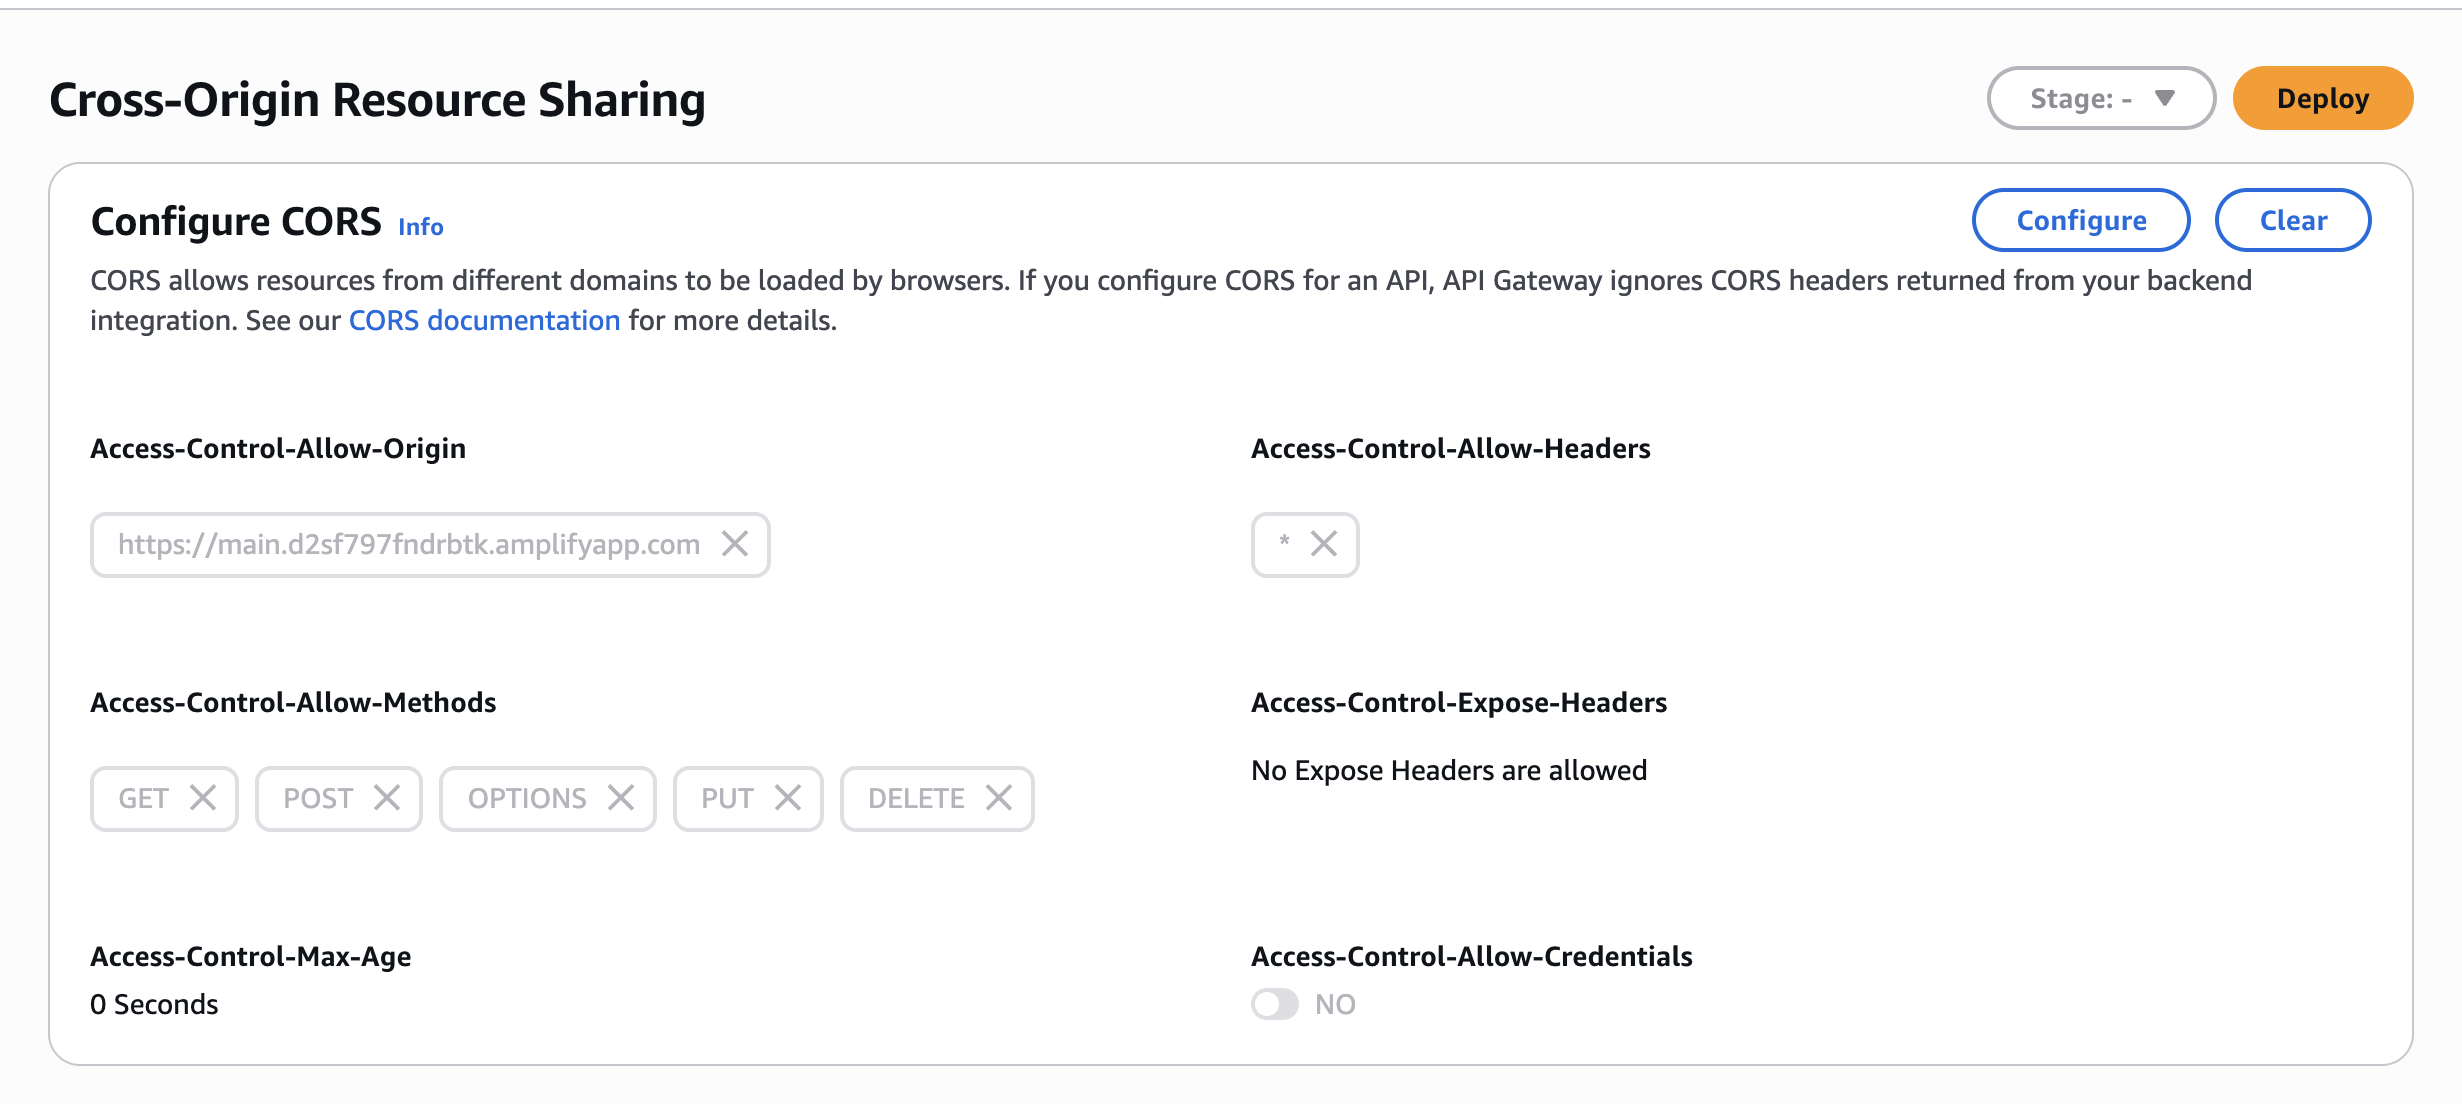 Cross-Origin Resource Sharing
Stage: -
Deploy
Configure CORS Info
Configure
Clear
CORS allows resources from different domains to be loaded by browsers. If you configure CORS for an API, API Gateway ignores CORS headers returned from your backend
integration. See our CORS documentation for more details.
Access-Control-Allow-Origin
https://main.d2sf797fndrbtk.amplifyapp.com
Access-Control-Allow-Headers
*
Access-Control-Allow-Methods
GET POST OPTIONS PUT DELETE
Access-Control-Expose-Headers
No Expose Headers are allowed
Access-Control-Max-Age
0 Seconds
Access-Control-Allow-Credentials
NO